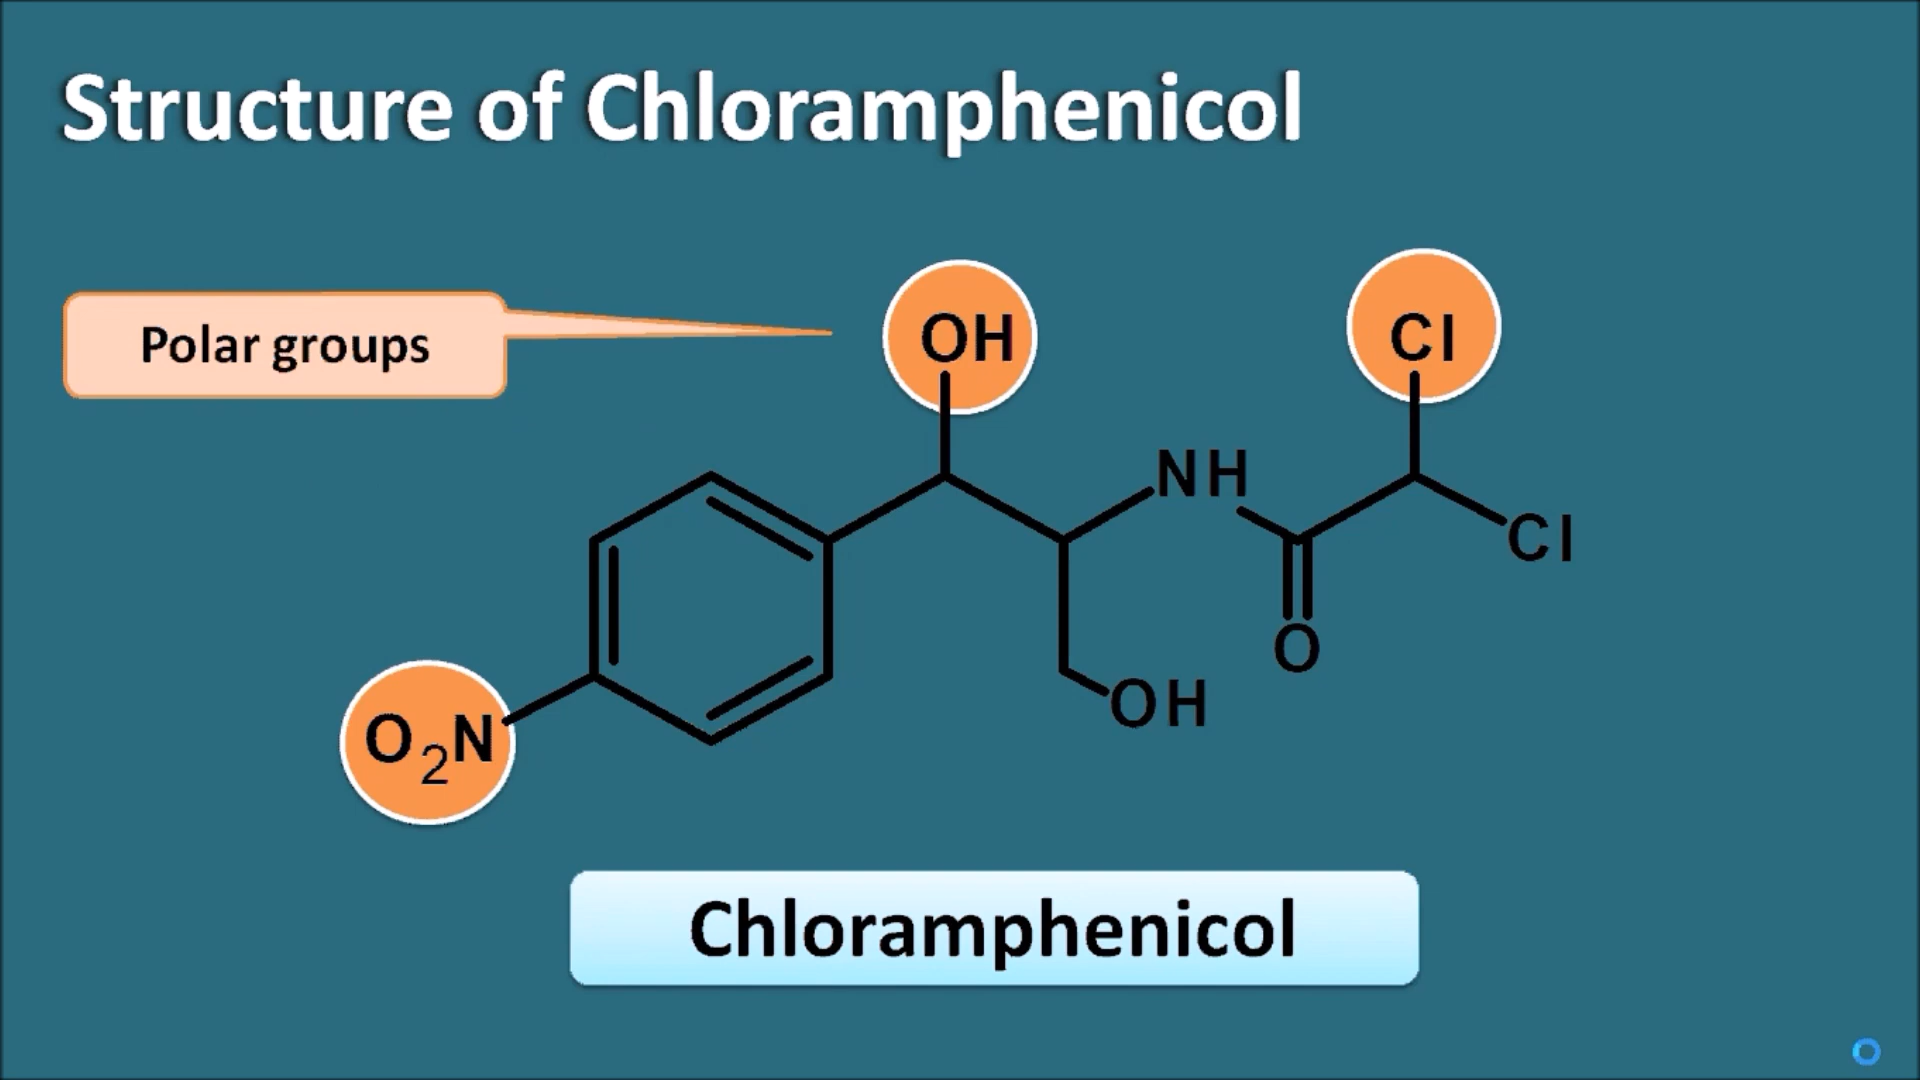 Structure of Chloramphenicol
Polar groups
OH
Cl
NH
Cl
O
OH
O2N
Chloramphenicol